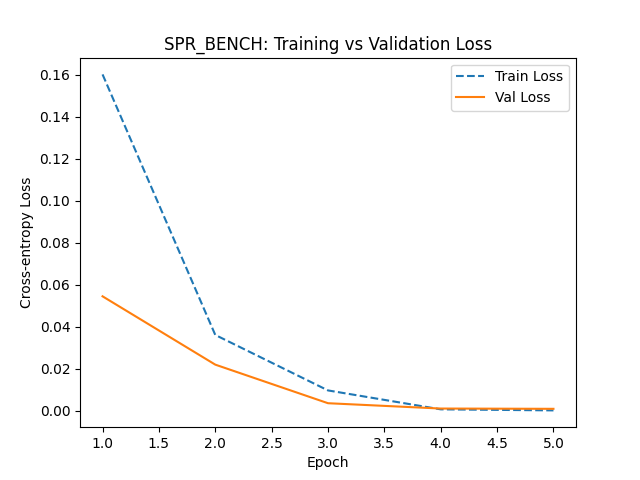 SPR_BENCH: Training vs Validation Loss
Train Loss
Val Loss
Cross-entropy Loss
0.16
0.14
0.12
0.10
0.08
0.06
0.04
0.02
0.00
1.0 1.5 2.0 2.5 3.0 3.5 4.0 4.5 5.0
Epoch